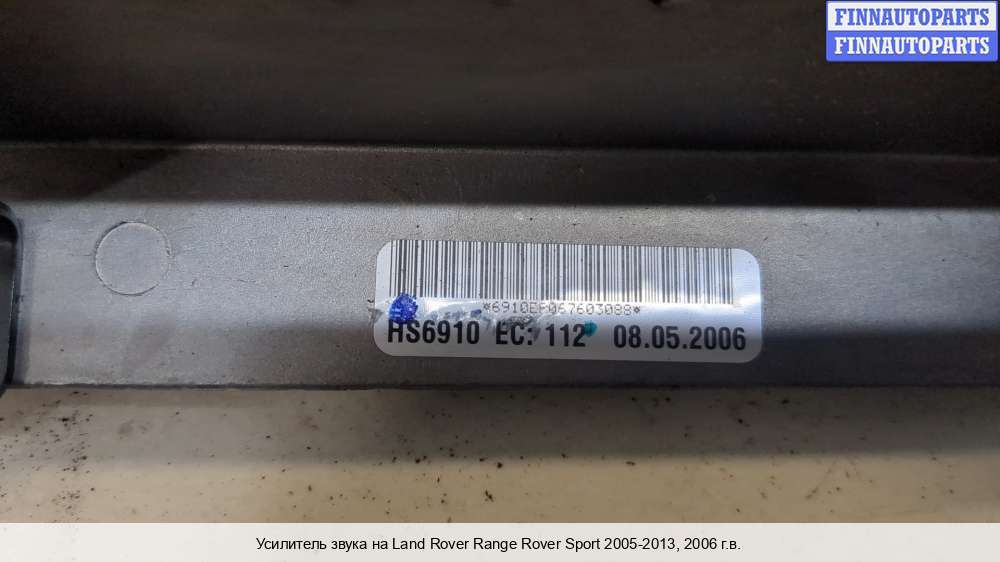 FINNAUTOPARTS
FINNAUTOPARTS
*6910EF067603088*
HS6910 EC: 112 08.05.2006
Усилитель звука на Land Rover Range Rover Sport 2005-2013, 2006 г.в.